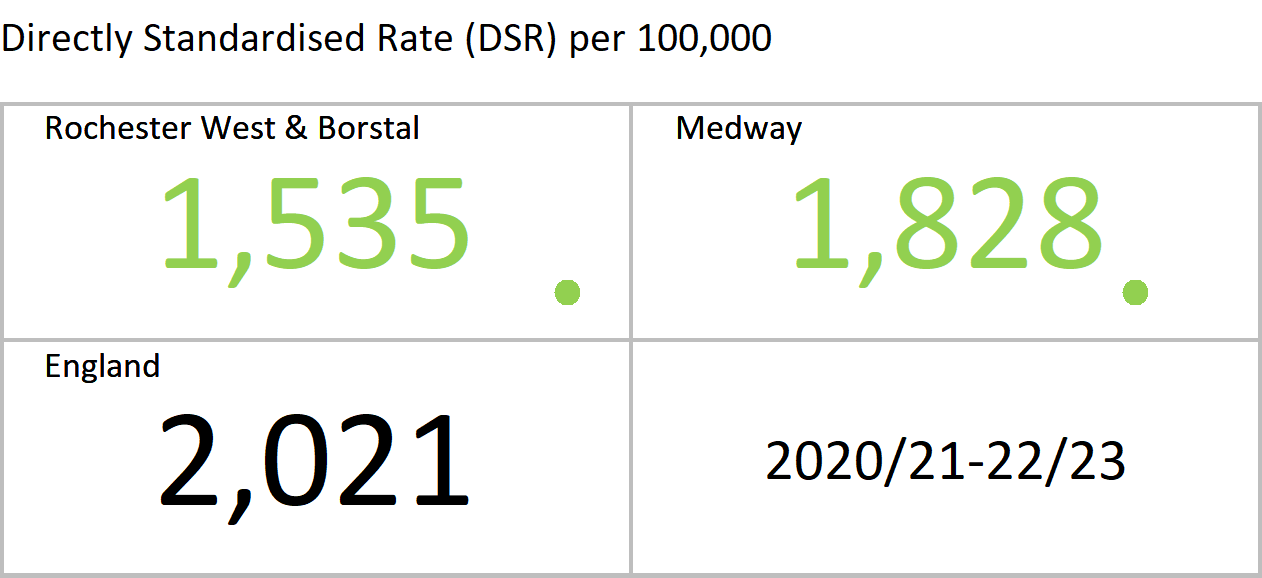 Directly Standardised Rate (DSR) per 100,000
Rochester West & Borstal
1,535
Medway
1,828
England
2,021
2020/21-22/23